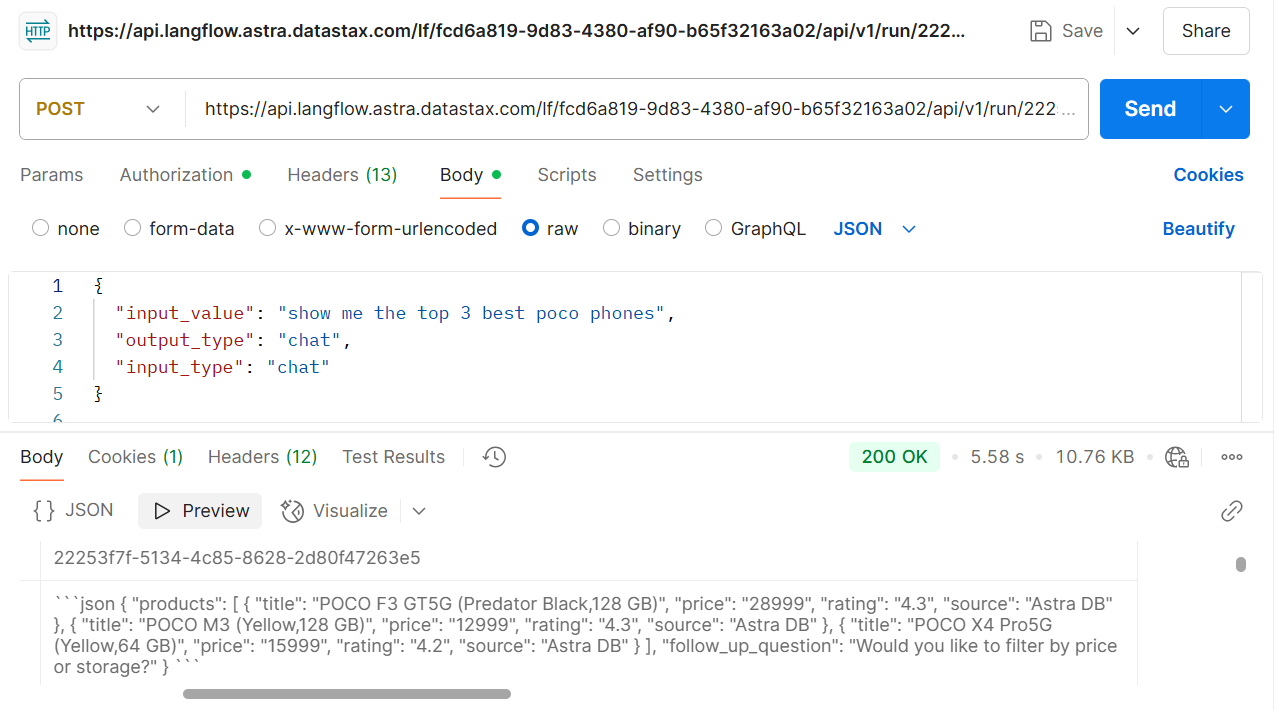 HTTP https://api.langflow.astra.datastax.com/lf/fcd6a819-9d83-4380-af90-b65f32163a02/api/v1/run/222... Save Share
POST https://api.langflow.astra.datastax.com/lf/fcd6a819-9d83-4380-af90-b65f32163a02/api/v1/run/222... Send
Params Authorization Headers (13) Body Scripts Settings Cookies
none form-data x-www-form-urlencoded raw binary GraphQL JSON Beautify
1 {
2 "input_value": "show me the top 3 best poco phones",
3 "output_type": "chat",
4 "input_type": "chat"
5 }
6
Body Cookies (1) Headers (12) Test Results 200 OK • 5.58 s • 10.76 KB •
{} JSON Preview Visualize
22253f7f-5134-4c85-8628-2d80f47263e5
```json { "products": [ { "title": "POCO F3 GT5G (Predator Black,128 GB)", "price": "28999", "rating": "4.3", "source": "Astra DB"
}, { "title": "POCO M3 (Yellow,128 GB)", "price": "12999", "rating": "4.3", "source": "Astra DB" }, { "title": "POCO X4 Pro5G
(Yellow,64 GB)", "price": "15999", "rating": "4.2", "source": "Astra DB" } ], "follow_up_question": "Would you like to filter by price
or storage?" } ```